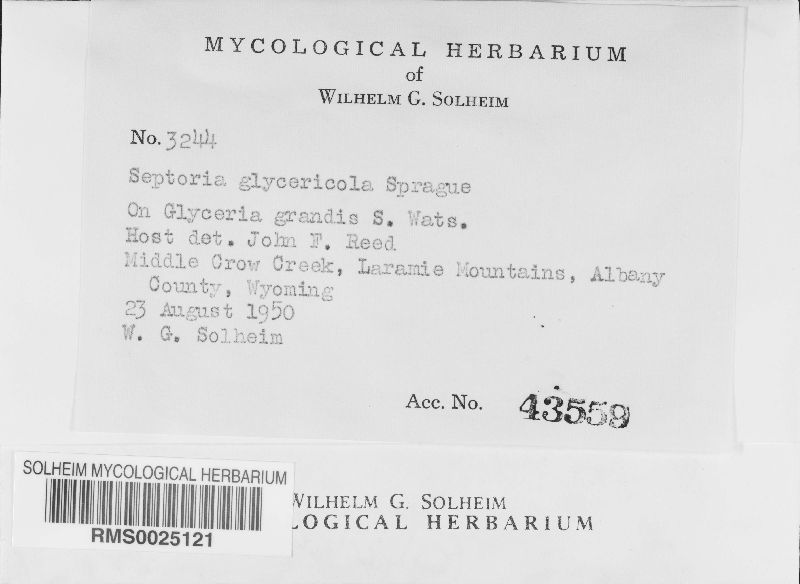 MYCOLOGICAL HERBARIUM
of
WILHELM G. SOLHEIM
No. 3244
Septoria glycericola Sprague
On Glyceria grandis S. Wats.
Host det. John F. Reed
Middle Crow Creek, Laramie Mountains, Albany
County, Wyoming
23 August 1950
W. G. Solheim
Acc. No. 43559
SOLHEIM MYCOLOGICAL HERBARIUM
RMS0025121
WILHELM G. SOLHEIM
LOGICAL HERBARIUM